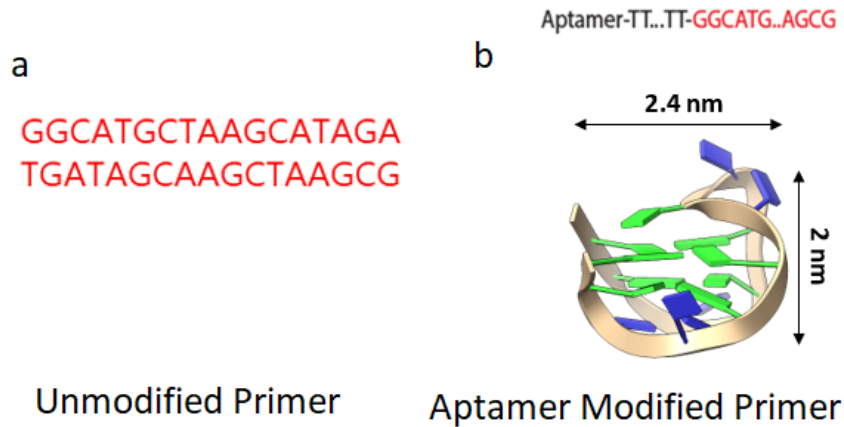 a
GGCATGCTAAGCATAGA
TGATAGCAAGCTAAGCG
Unmodified Primer
Aptamer-TT...TT-GGCATG..AGCG
b
2.4 nm
2 nm
Aptamer Modified Primer